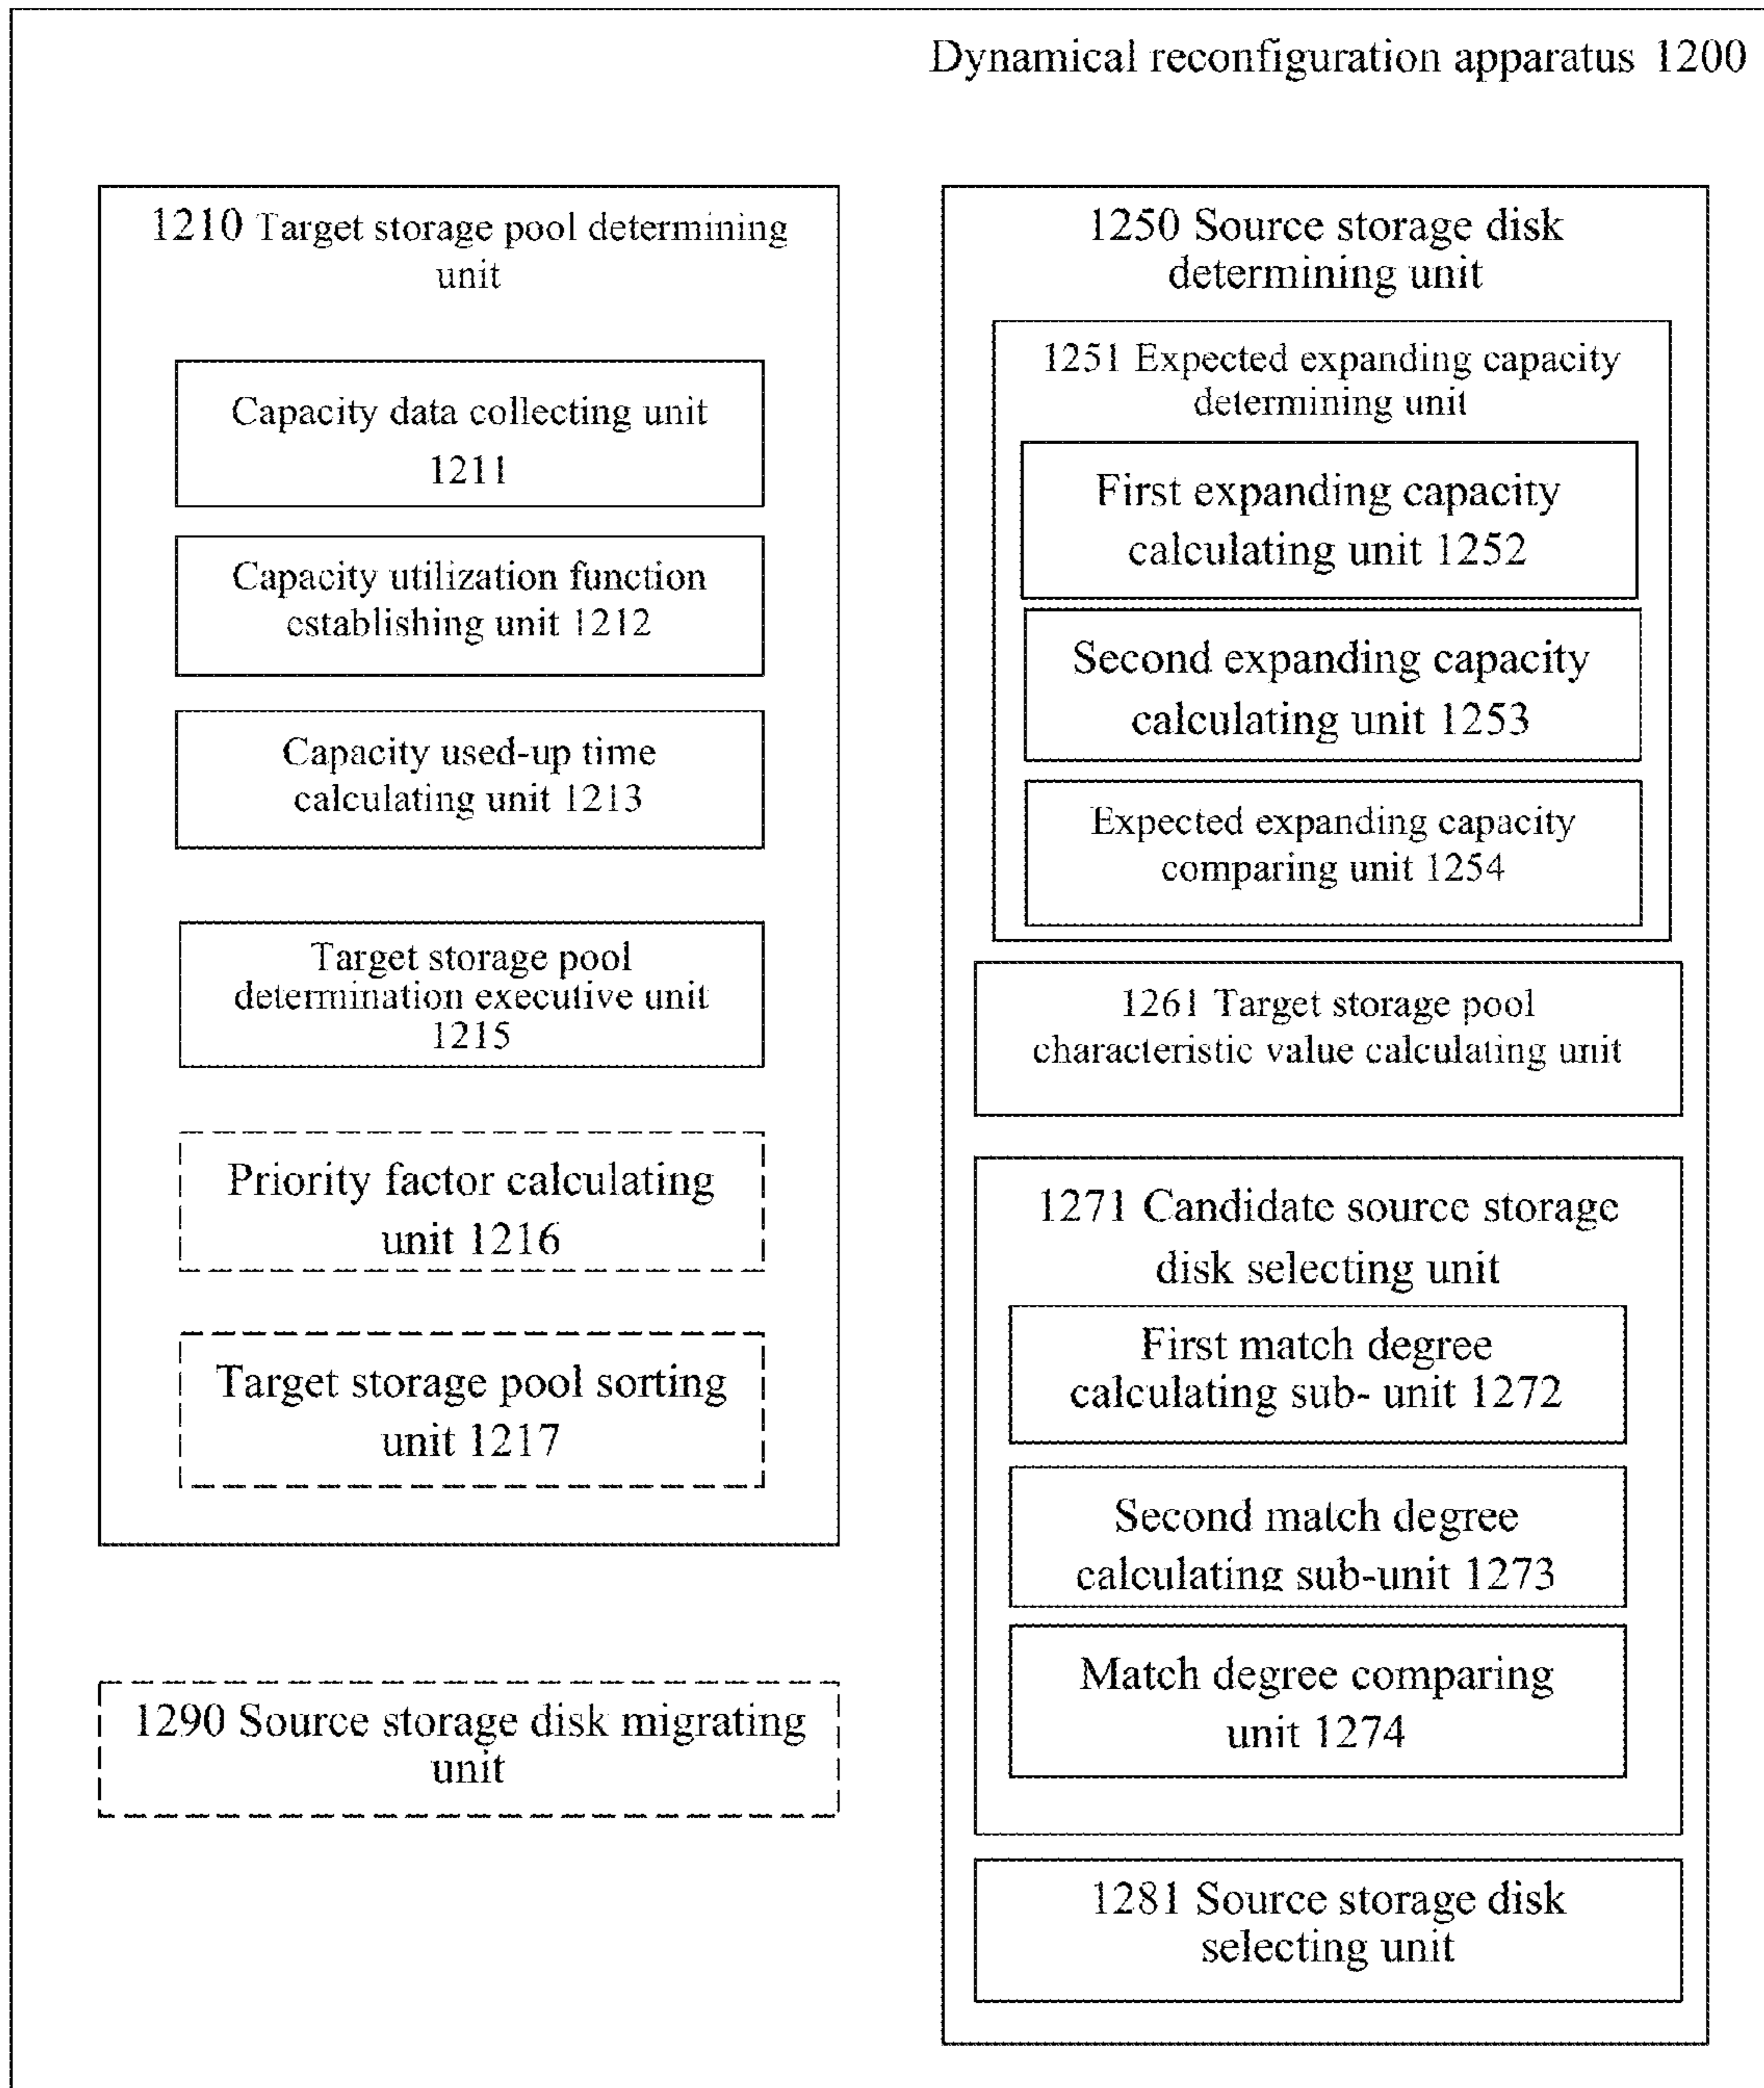 Dynamical reconfiguration apparatus 1200
1210 Target storage pool determining
unit
Capacity data collecting unit
1211
Capacity utilization function
establishing unit 1212
Capacity used-up time
calculating unit 1213
Target storage pool
determination executive unit
1215
Priority factor calculating
unit 1216
Target storage pool sorting
unit 1217
1290 Source storage disk migrating
unit
1250 Source storage disk
determining unit
1251 Expected expanding capacity
determining unit
First expanding capacity
calculating unit 1252
Second expanding capacity
calculating unit 1253
Expected expanding capacity
comparing unit 1254
1261 Target storage pool
characteristic value calculating unit
1271 Candidate source storage
disk selecting unit
First match degree
calculating sub- unit 1272
Second match degree
calculating sub-unit 1273
Match degree comparing
unit 1274
1281 Source storage disk
selecting unit